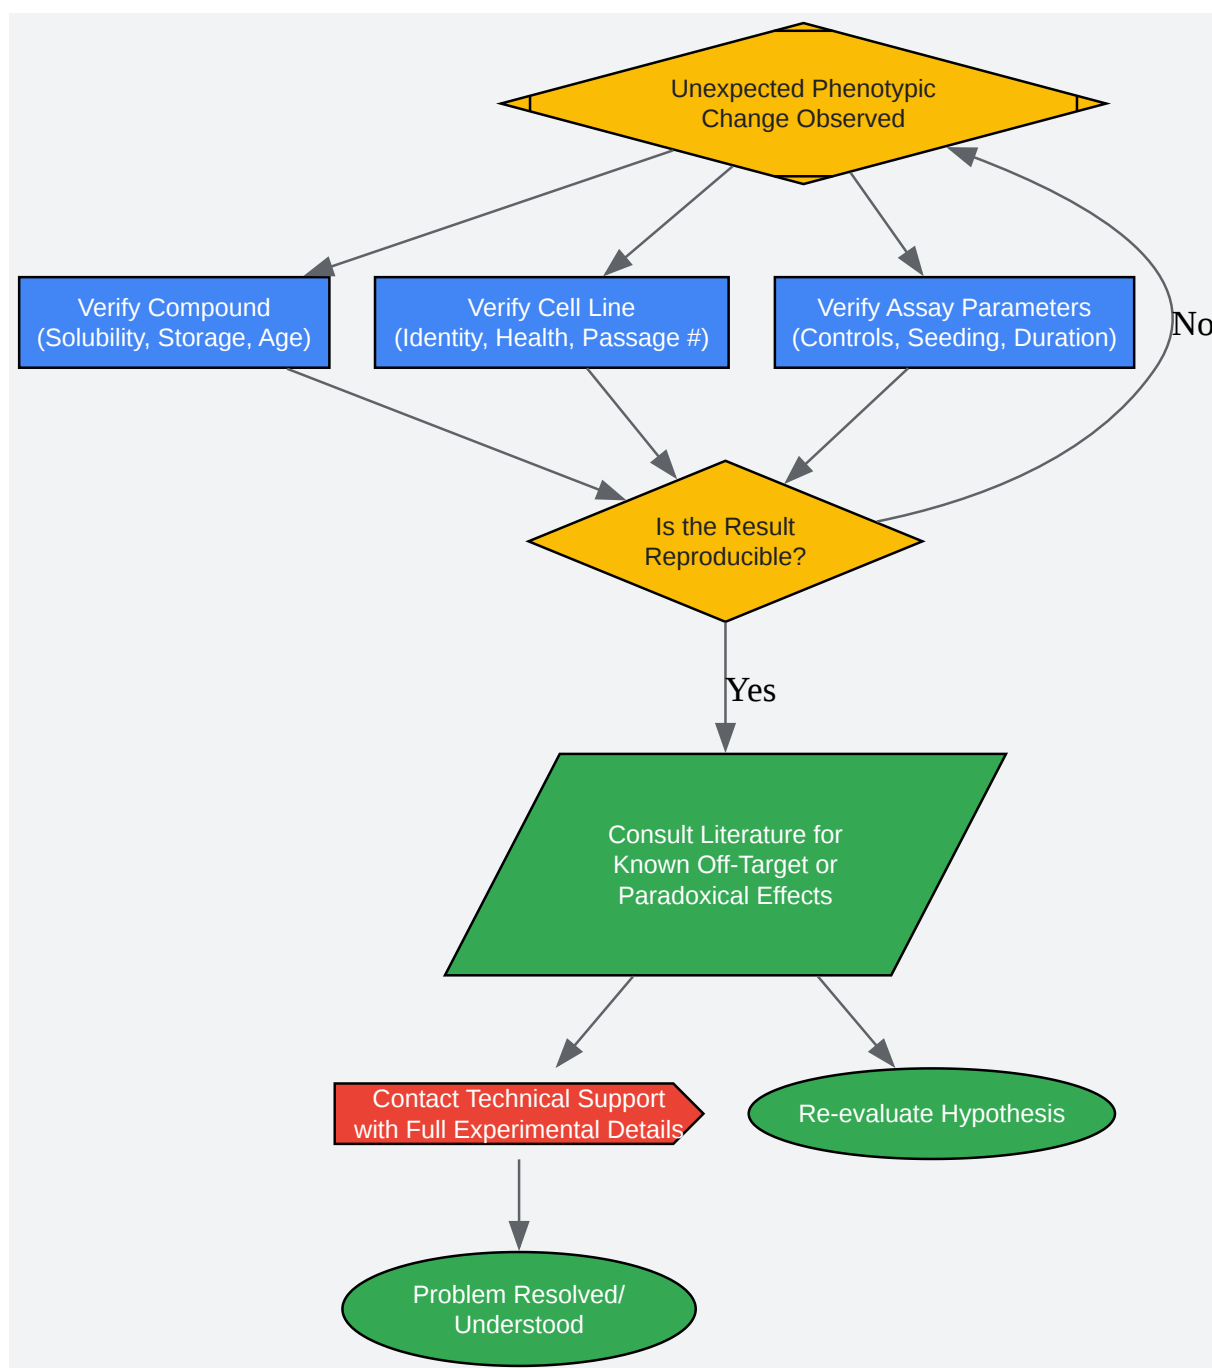 Unexpected Phenotypic
Change Observed
Verify Compound
(Solubility, Storage, Age)
Verify Cell Line
(Identity, Health, Passage #)
Verify Assay Parameters
(Controls, Seeding, Duration)
No
Is the Result
Reproducible?
Yes
Consult Literature for
Known Off-Target or
Paradoxical Effects
Contact Technical Support
with Full Experimental Details
Re-evaluate Hypothesis
Problem Resolved/
Understood